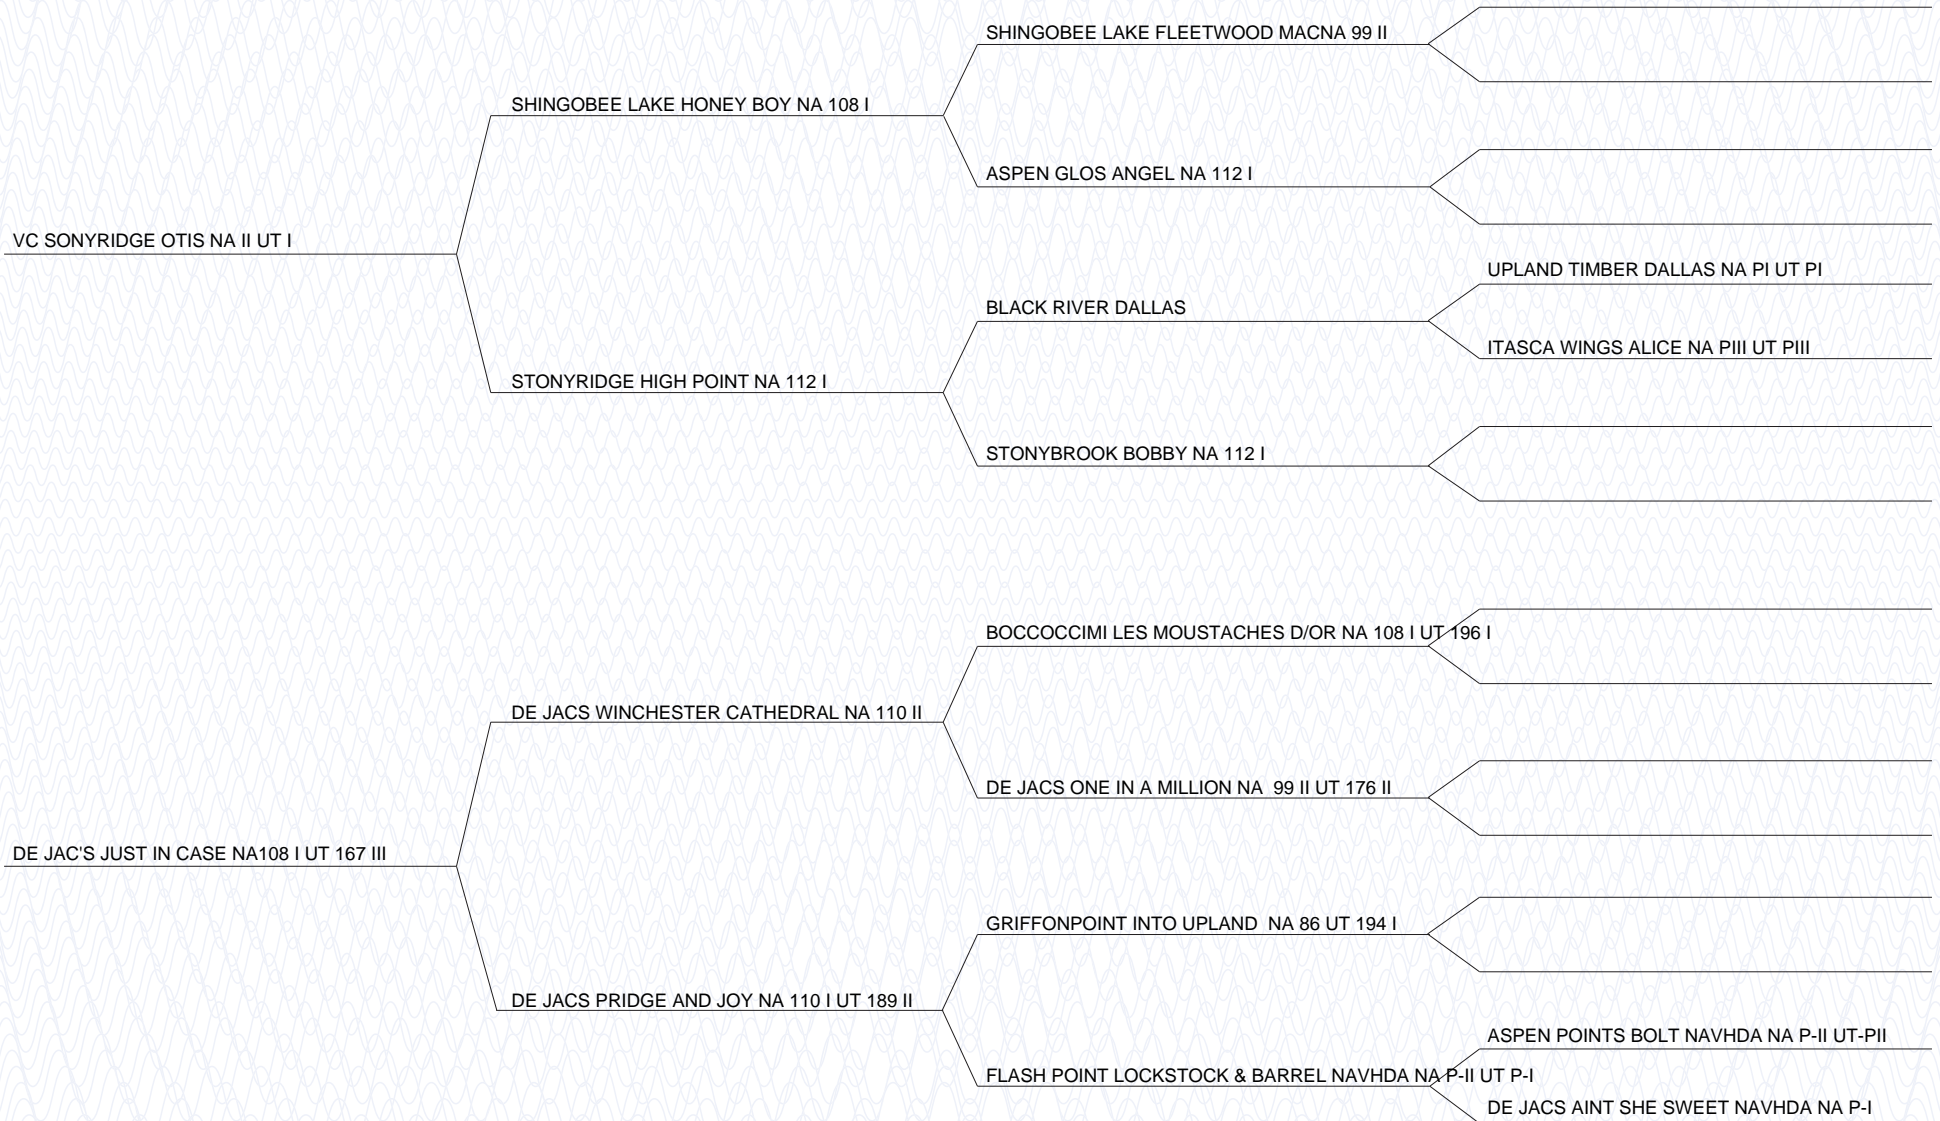 SHINGOBEE LAKE FLEETWOOD MACNA 99 II
SHINGOBEE LAKE HONEY BOY NA 108 I
ASPEN GLOS ANGEL NA 112 I
VC SONYRIDGE OTIS NA II UT I
UPLAND TIMBER DALLAS NA PI UT PI
BLACK RIVER DALLAS
ITASCA WINGS ALICE NA PIII UT PIII
STONYRIDGE HIGH POINT NA 112 I
STONYBROOK BOBBY NA 112 I
BOCCOCCIMI LES MOUSTACHES D/OR NA 108 I UT 196 I
DE JACS WINCHESTER CATHEDRAL NA 110 II
DE JACS ONE IN A MILLION NA  99 II UT 176 II
DE JAC'S JUST IN CASE NA108 I UT 167 III
GRIFFONPOINT INTO UPLAND  NA 86 UT 194 I
DE JACS PRIDGE AND JOY NA 110 I UT 189 II
ASPEN POINTS BOLT NAVHDA NA P-II UT-PII
FLASH POINT LOCKSTOCK & BARREL NAVHDA NA P-II UT P-I
DE JACS AINT SHE SWEET NAVHDA NA P-I